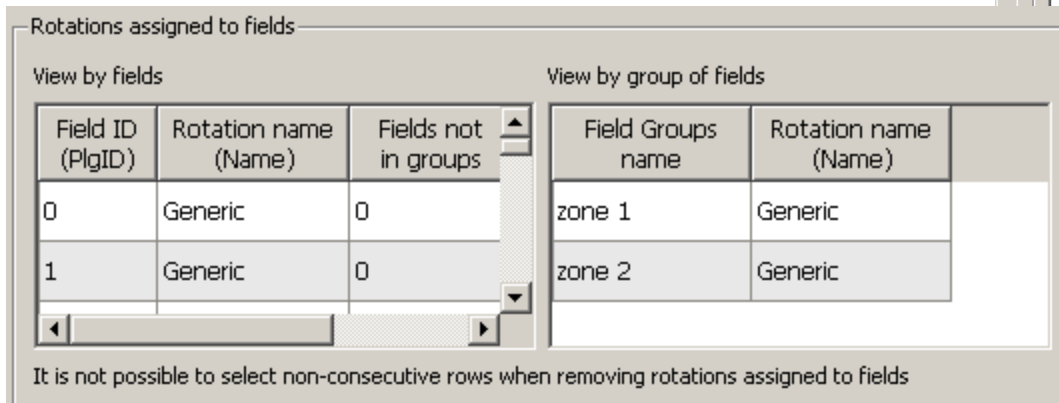 Rotations assigned to fields
View by fields
View by group of fields
Field ID (PlgID) Rotation name (Name) Fields not in groups
0 Generic 0
1 Generic 0
Field Groups name Rotation name (Name)
zone 1 Generic
zone 2 Generic
It is not possible to select non-consecutive rows when removing rotations assigned to fields